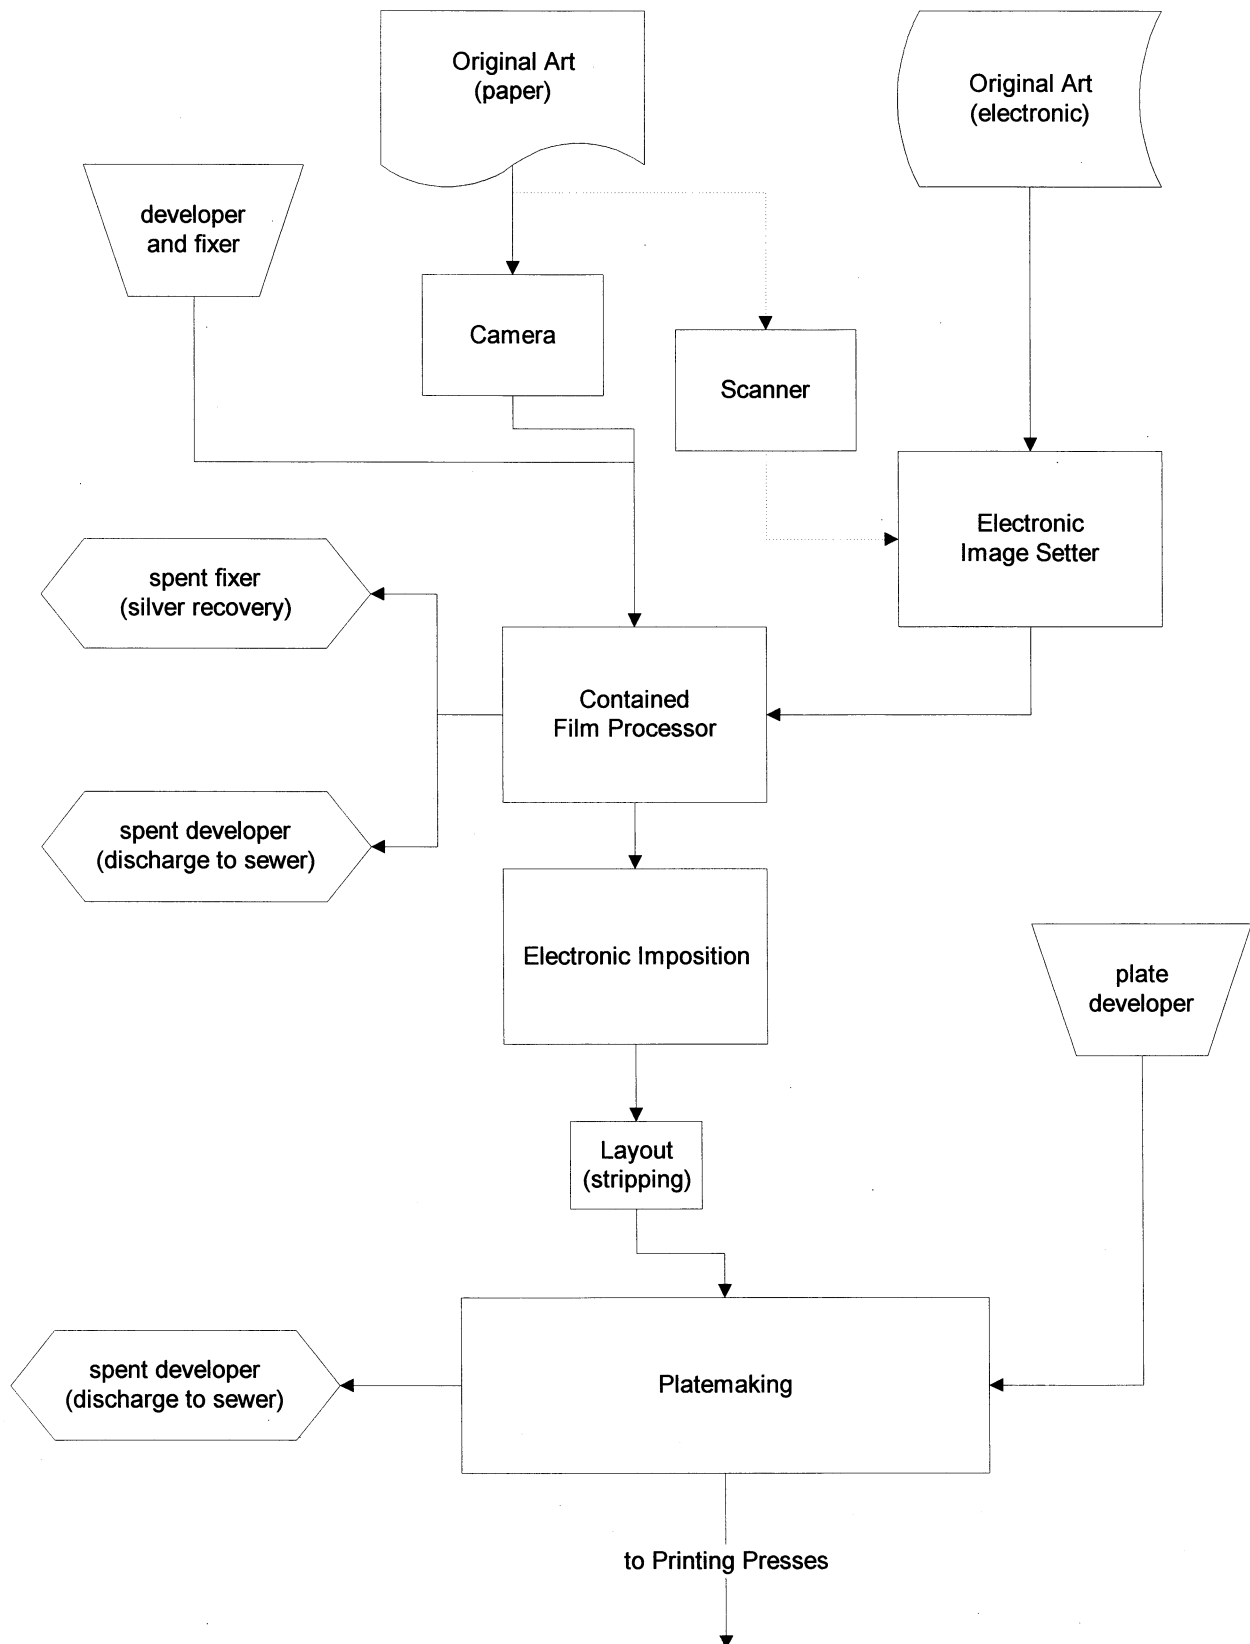 Original Art
(paper)
Original Art
(electronic)
developer
and fixer
Camera
Scanner
Electronic
Image Setter
spent fixer
(silver recovery)
Contained
Film Processor
spent developer
(discharge to sewer)
Electronic Imposition
plate
developer
Layout
(stripping)
spent developer
(discharge to sewer)
Platemaking
to Printing Presses